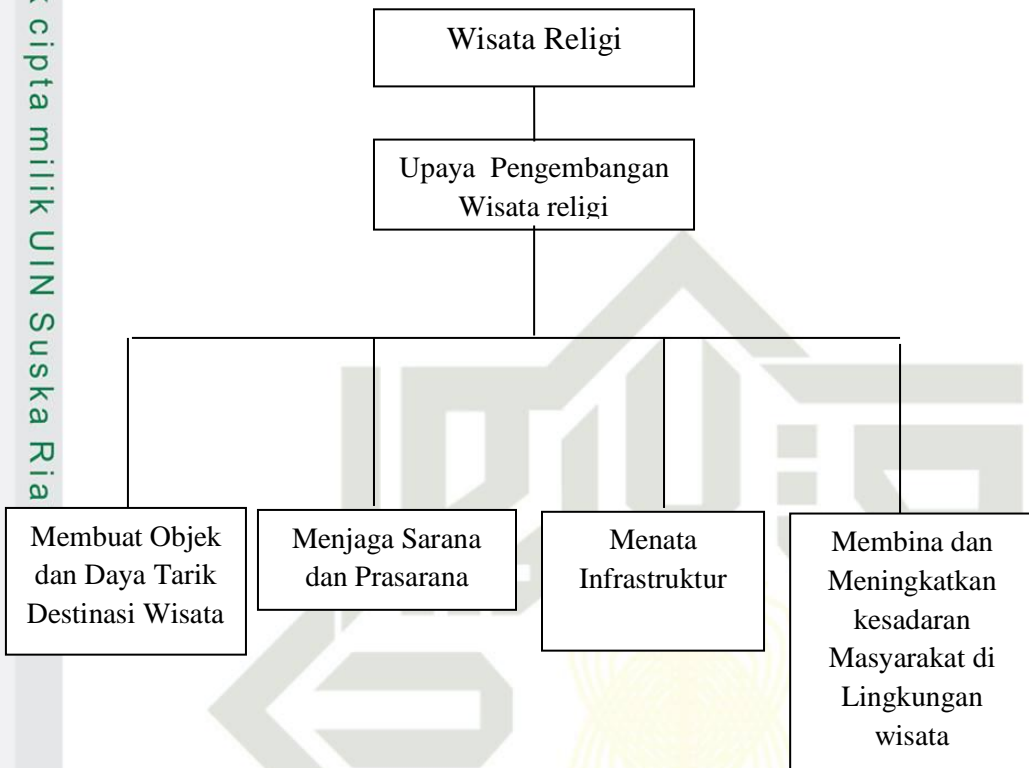 k cipta milik UIN Suska Ria
Wisata Religi
Upaya Pengembangan
Wisata religi
Membuat Objek
dan Daya Tarik
Destinasi Wisata
Menjaga Sarana
dan Prasarana
Menata
Infrastruktur
Membina dan
Meningkatkan
kesadaran
Masyarakat di
Lingkungan
wisata